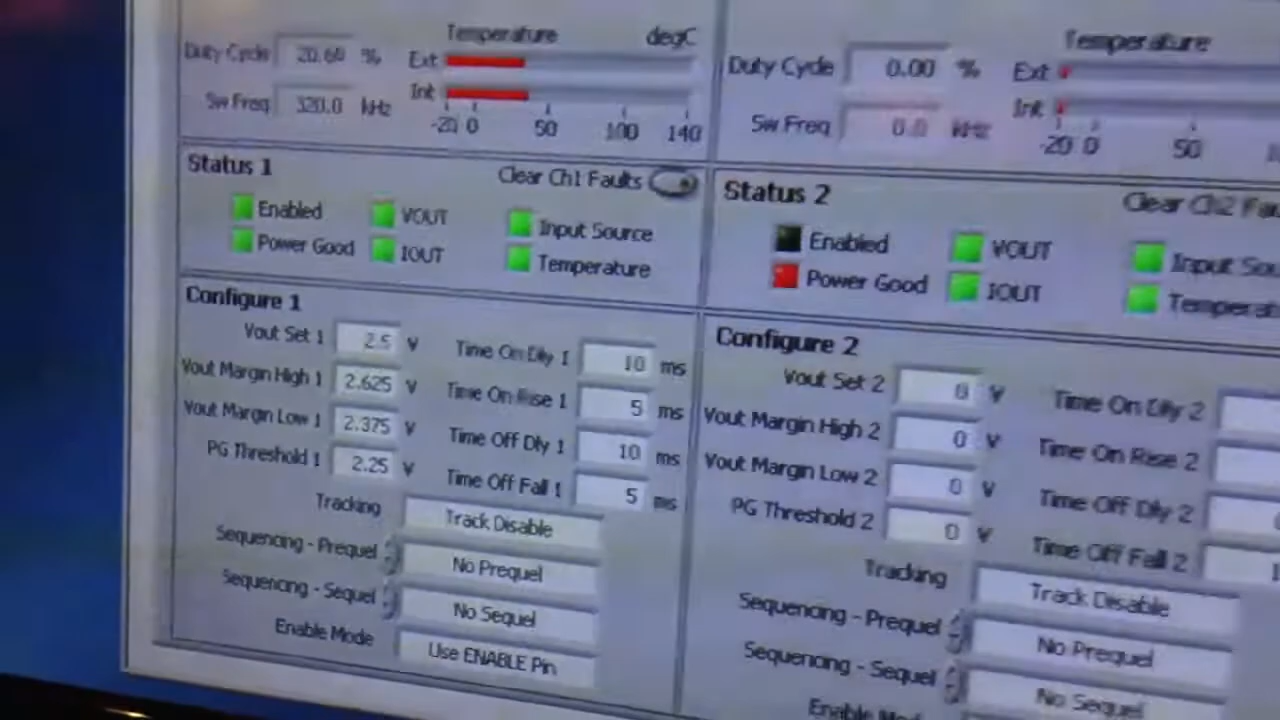 Temperature degC
Duty Cycle 20.60 %
Ext
Int
Sw Freq 320.0 kHz
-20 0 50 100 140
Status 1
Clear Ch1 Faults
Enabled VOUT Input Source
Power Good IOUT Temperature
Configure 1
Vout Set 1 2.5 V
Vout Margin High 1 2.625 V
Vout Margin Low 1 2.375 V
PG Threshold 1 2.25 V
Time On Dly 1 10 ms
Time On Rise 1 5 ms
Time Off Dly 1 10 ms
Time Off Fall 1 5 ms
Tracking Track Disable
Sequencing - Prequel No Prequel
Sequencing - Sequel No Sequel
Enable Mode Use ENABLE Pin
Temperature
Duty Cycle 0.00 %
Ext
Int
Sw Freq 0.0 kHz
-20 0 50
Status 2
Clear Ch2 Fau
Enabled VOUT Input Sou
Power Good IOUT Temperat
Configure 2
Vout Set 2 0 V
Vout Margin High 2 0 V
Vout Margin Low 2 0 V
PG Threshold 2 0 V
Time On Dly 2
Time On Rise 2
Time Off Dly 2
Time Off Fall 2
Tracking Track Disable
Sequencing - Prequel No Prequel
Sequencing - Sequel No Sequel
Enable Mod